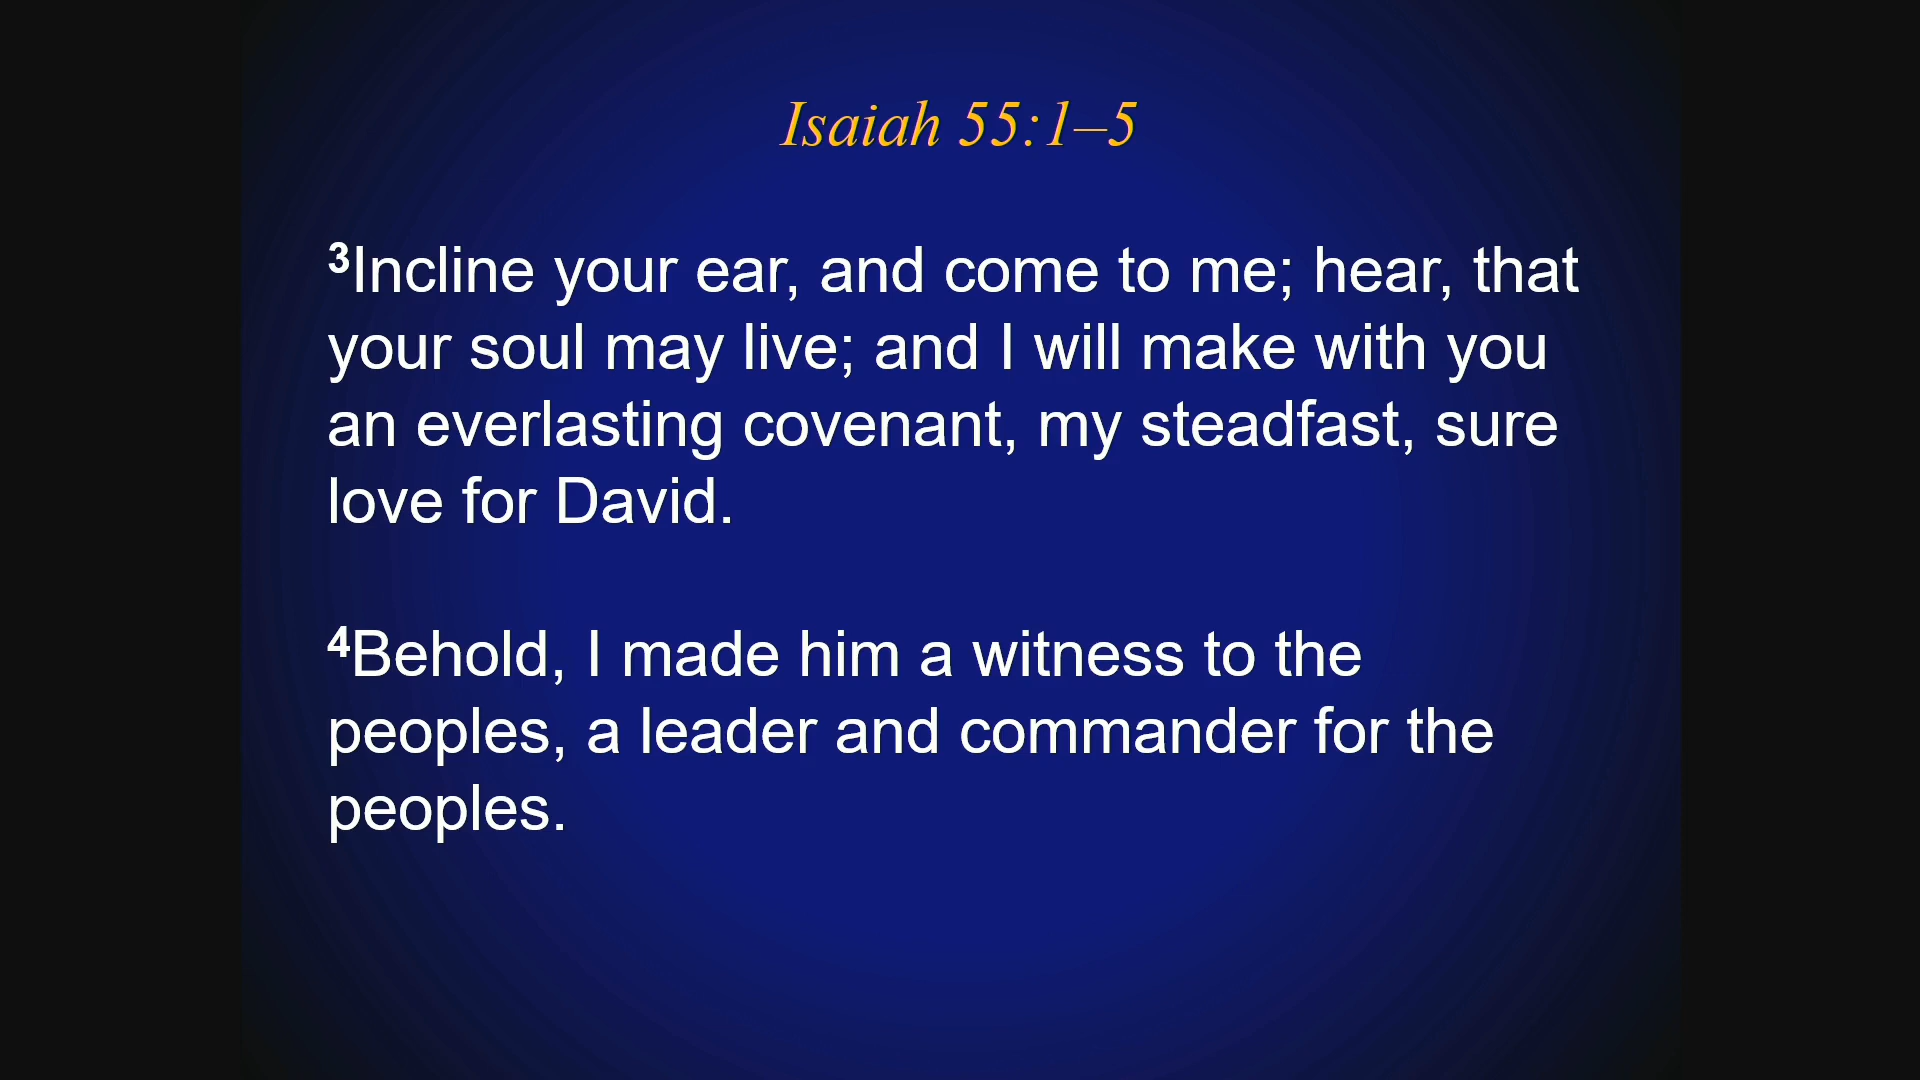 Isaiah 55:1–5
³Incline your ear, and come to me; hear, that
your soul may live; and I will make with you
an everlasting covenant, my steadfast, sure
love for David.
⁴Behold, I made him a witness to the
peoples, a leader and commander for the
peoples.